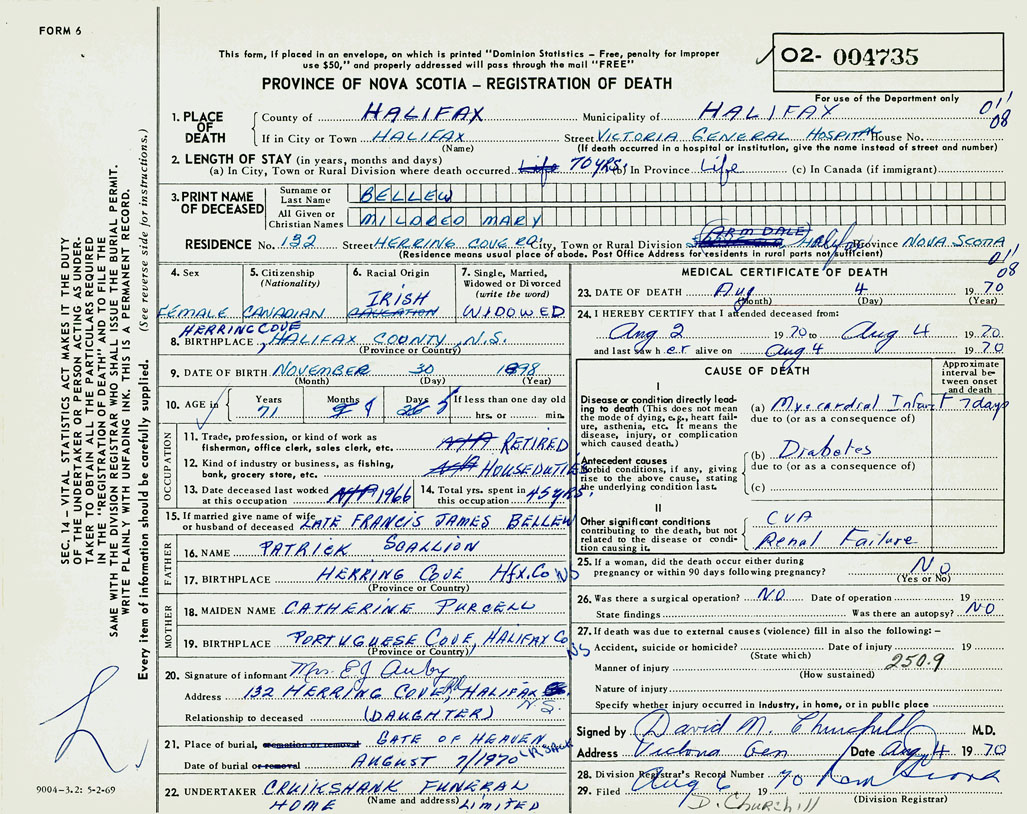 FORM 6
This form, if placed in an envelope, on which is printed "Dominion Statistics – Free, penalty for improper
use $50," and properly addressed will pass through the mail "FREE"
PROVINCE OF NOVA SCOTIA – REGISTRATION OF DEATH
02- 004735
For use of the Department only
011
08
1. PLACE OF DEATH
County of HALIFAX Municipality of HALIFAX
If in City or Town HALIFAX Street VICTORIA GENERAL HOSPITAL House No.
(Name) (If death occurred in a hospital or institution, give the name instead of street and number)
2. LENGTH OF STAY (in years, months and days)
(a) In City, Town or Rural Division where death occurred Life 70 YRS. (b) In Province Life (c) In Canada (if immigrant)
3. PRINT NAME OF DECEASED
Surname or Last Name BELLEW
All Given or Christian Names MILDRED MARY
RESIDENCE No. 132 Street HERRING COVE RD City, Town or Rural Division (ARMDALE) Halifax Province NOVA SCOTIA
(Residence means usual place of abode. Post Office Address for residents in rural parts not sufficient)
011
08
4. Sex
FEMALE
5. Citizenship
(Nationality)
CANADIAN
6. Racial Origin
IRISH
7. Single, Married,
Widowed or Divorced
(write the word)
WIDOWED
HERRING COVE
8. BIRTHPLACE HALIFAX COUNTY, N.S.
(Province or Country)
9. DATE OF BIRTH NOVEMBER 30 1898
(Month) (Day) (Year)
10. AGE in Years 71 Months 8 Days 5 If less than one day old
hrs. or min.
OCCUPATION
11. Trade, profession, or kind of work as
fisherman, office clerk, sales clerk, etc. N/A RETIRED
12. Kind of industry or business, as fishing,
bank, grocery store, etc. N/A HOUSEDUTIES
13. Date deceased last worked
at this occupation N/A 1966
14. Total yrs. spent in
this occupation 45 YRS.
15. If married give name of wife
or husband of deceased LATE FRANCIS JAMES BELLEW
FATHER
16. NAME PATRICK SCALLION
17. BIRTHPLACE HERRING COVE Hfx. Co NS
(Province or Country)
MOTHER
18. MAIDEN NAME CATHERINE PURCELL
19. BIRTHPLACE PORTUGUESE COVE, HALIFAX Co NS
(Province or Country)
20. Signature of informant Mrs. E J
Address 132 HERRING COVE Rd, HALIFAX N.S.
Relationship to deceased (DAUGHTER)
21. Place of burial, cremation or removal GATE OF HEAVEN
Date of burial or removal AUGUST 7/1970
22. UNDERTAKER CRUIKSHANK FUNERAL
(Name and address)
HOME LIMITED
MEDICAL CERTIFICATE OF DEATH
23. DATE OF DEATH Aug 4 1970
(Month) (Day) (Year)
24. I HEREBY CERTIFY that I attended deceased from:
Aug 2 1970 to Aug 4 1970
and last saw her alive on Aug 4 1970
CAUSE OF DEATH
Approximate
interval be-
tween onset
and death
I
Disease or condition directly lead-
ing to death (This does not mean
the mode of dying, e.g., heart fail-
ure, asthenia, etc. It means the
disease, injury, or complication
which caused death.)
(a) Myocardial Infarct 7 days
due to (or as a consequence of)
Antecedent causes
Morbid conditions, if any, giving
rise to the above cause, stating
the underlying condition last.
(b) Diabetes
due to (or as a consequence of)
(c)
II
Other significant conditions
contributing to the death, but not
related to the disease or condi-
tion causing it.
CVA
Renal Failure
25. If a woman, did the death occur either during
pregnancy or within 90 days following pregnancy? NO
(Yes or No)
26. Was there a surgical operation? NO Date of operation 19
State findings Was there an autopsy? NO
27. If death was due to external causes (violence) fill in also the following: –
Accident, suicide or homicide? Date of injury 19
(State which)
Manner of injury 250.9
(How sustained)
Nature of injury
Specify whether injury occurred in Industry, in home, or in public place
Signed by David M. Churchill M.D.
Address Victoria Gen Date Aug 4 1970
28. Division Registrar's Record Number
29. Filed Aug 6 1970
(Division Registrar)
D. Churchill
SEC. 14 – VITAL STATISTICS ACT MAKES IT THE DUTY
OF THE UNDERTAKER OR PERSON ACTING AS UNDER-
TAKER TO OBTAIN ALL THE PARTICULARS REQUIRED
IN THE "REGISTRATION OF DEATH" AND TO FILE THE
SAME WITH THE DIVISION REGISTRAR WHO SHALL ISSUE THE BURIAL PERMIT.
WRITE PLAINLY WITH UNFADING INK. THIS IS A PERMANENT RECORD.
Every item of information should be carefully supplied. (See reverse side for instructions.)
9004-3.2: 5-2-69